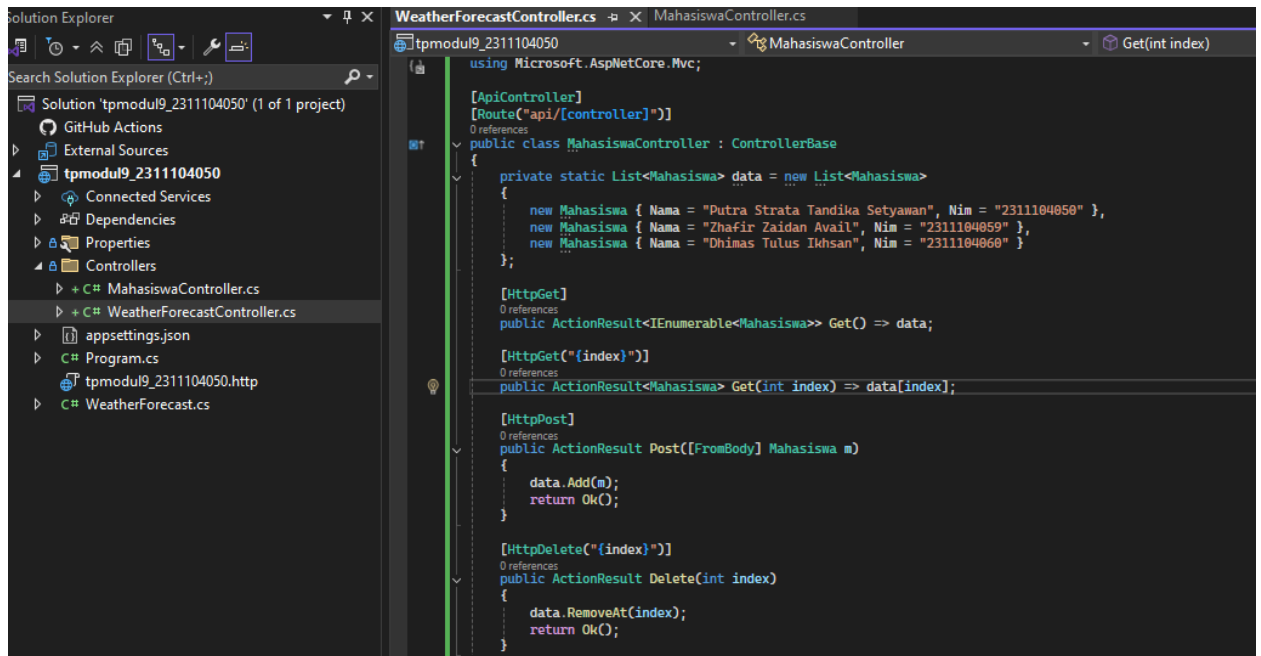 Solution Explorer
Search Solution Explorer (Ctrl+;)
Solution 'tpmodul9_2311104050' (1 of 1 project)
GitHub Actions
External Sources
tpmodul9_2311104050
Connected Services
Dependencies
Properties
Controllers
+ C# MahasiswaController.cs
+ C# WeatherForecastController.cs
appsettings.json
C# Program.cs
tpmodul9_2311104050.http
C# WeatherForecast.cs
WeatherForecastController.cs MahasiswaController.cs
tpmodul9_2311104050 MahasiswaController Get(int index)
using Microsoft.AspNetCore.Mvc;
[ApiController]
[Route("api/[controller]")]
0 references
public class MahasiswaController : ControllerBase
{
private static List<Mahasiswa> data = new List<Mahasiswa>
{
new Mahasiswa { Nama = "Putra Strata Tandika Setyawan", Nim = "2311104050" },
new Mahasiswa { Nama = "Zhafir Zaidan Avail", Nim = "2311104059" },
new Mahasiswa { Nama = "Dhimas Tulus Ikhsan", Nim = "2311104060" }
};
[HttpGet]
0 references
public ActionResult<IEnumerable<Mahasiswa>> Get() => data;
[HttpGet("{index}")]
0 references
public ActionResult<Mahasiswa> Get(int index) => data[index];
[HttpPost]
0 references
public ActionResult Post([FromBody] Mahasiswa m)
{
data.Add(m);
return Ok();
}
[HttpDelete("{index}")]
0 references
public ActionResult Delete(int index)
{
data.RemoveAt(index);
return Ok();
}